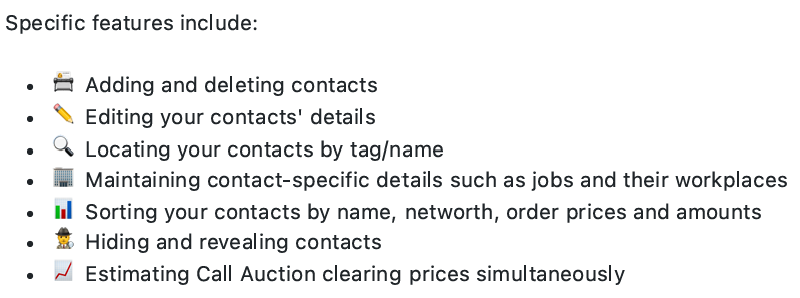 Specific features include:
• 📇 Adding and deleting contacts
• ✏️ Editing your contacts' details
• 🔍 Locating your contacts by tag/name
• 🏢 Maintaining contact-specific details such as jobs and their workplaces
• 📊 Sorting your contacts by name, networth, order prices and amounts
• 🕵️ Hiding and revealing contacts
• 📈 Estimating Call Auction clearing prices simultaneously